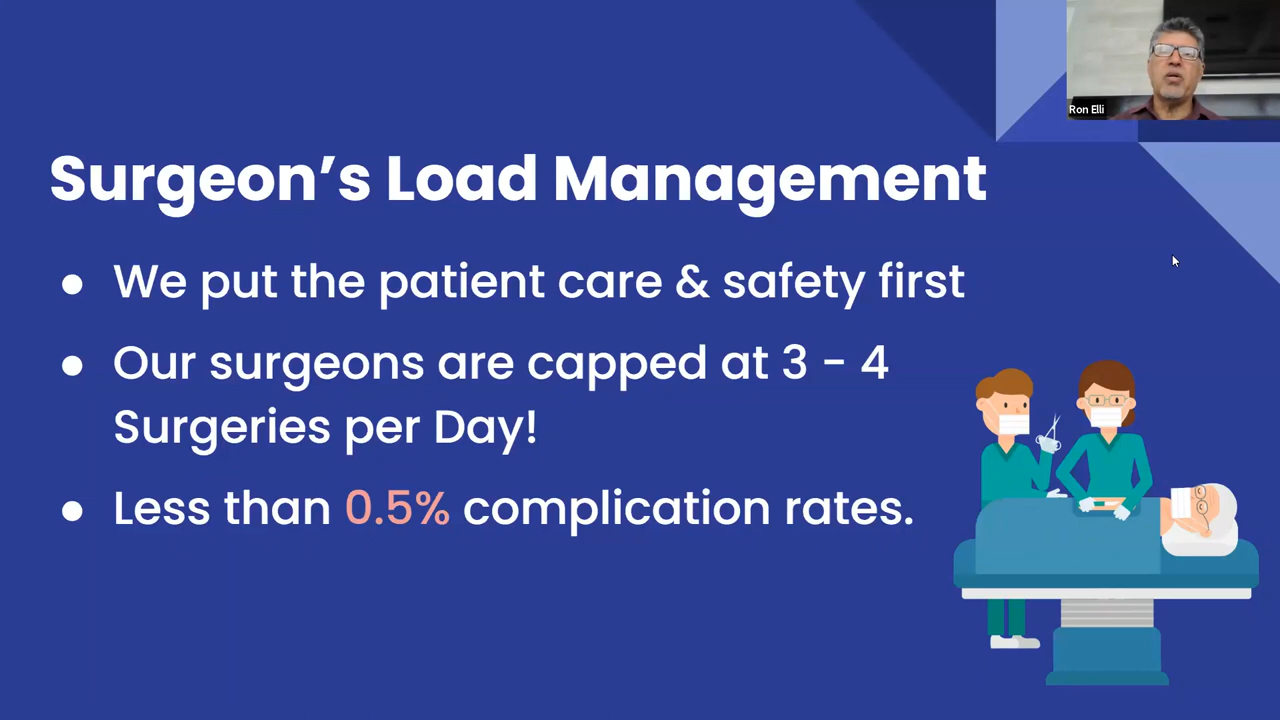 Ron Elli
Surgeon’s Load Management
● We put the patient care & safety first
● Our surgeons are capped at 3 - 4
Surgeries per Day!
● Less than 0.5% complication rates.